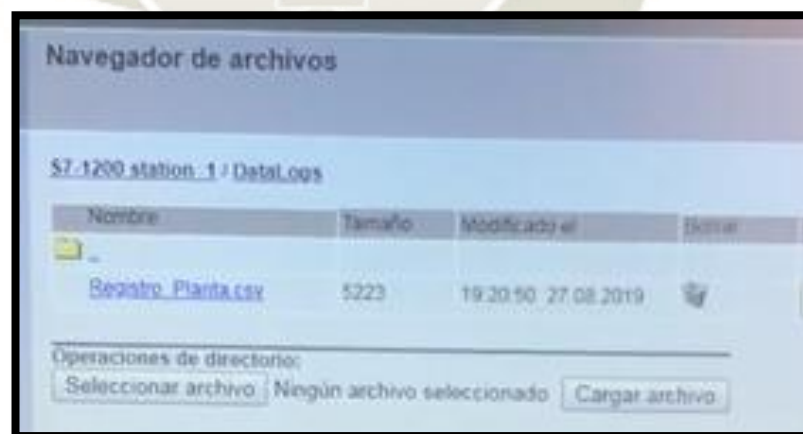 Navegador de archivos
S7-1200 station_1 / DataLogs
Nombre Tamaño Modificado el Borrar
..
Registro_Planta.csv 5223 19:20:50 27.08.2019
Operaciones de directorio:
Seleccionar archivo Ningún archivo seleccionado Cargar archivo